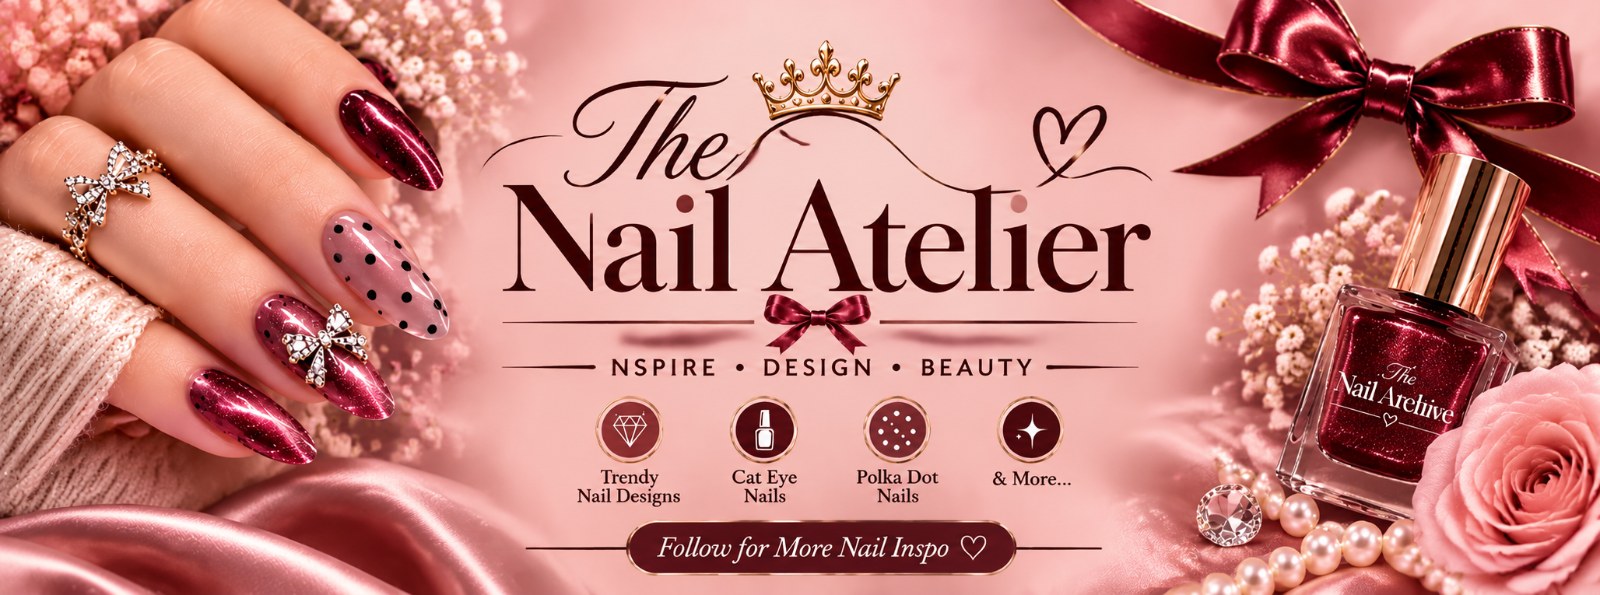 The
Nail Atelier
NSPIRE • DESIGN • BEAUTY
Trendy
Nail Designs
Cat Eye
Nails
Polka Dot
Nails
& More...
Follow for More Nail Inspo ♡
The
Nail Archive